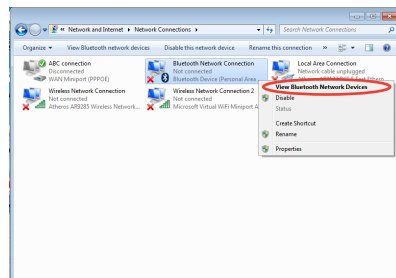 « Network and Internet ▸ Network Connections ▸
Search Network Connections
Organize
View Bluetooth network devices
Disable this network device
Rename this connection
»
ABC connection
Disconnected
WAN Miniport (PPPOE)
Bluetooth Network Connection
Not connected
Bluetooth Device (Personal Area
Local Area Connection
Network cable unplugged
Wireless Network Connection
Not connected
Atheros AR9285 Wireless Network...
Wireless Network Connection 2
Not connected
Microsoft Virtual WiFi Miniport A
View Bluetooth Network Devices
Disable
Status
Create Shortcut
Rename
Properties